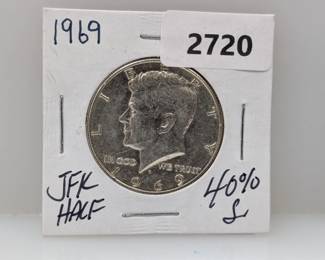 1969
2720
LIBERTY
IN GOD WE TRUST
1969
JFK
HALF
40%
S